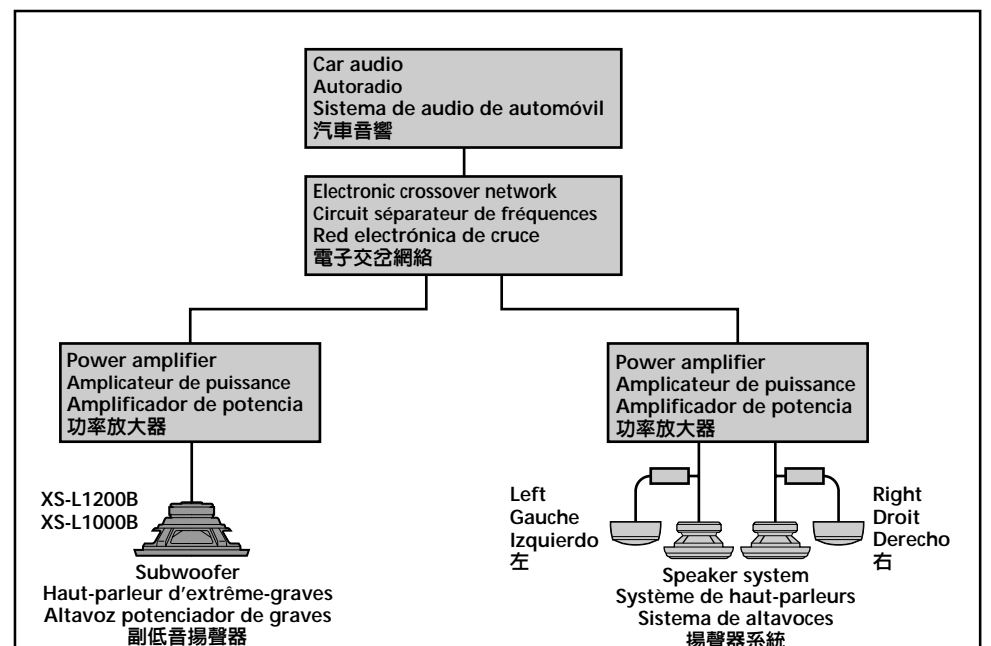 Car audio
Autoradio
Sistema de audio de automóvil
汽車音響
Electronic crossover network
Circuit séparateur de fréquences
Red electrónica de cruce
電子交岔網絡
Power amplifier
Amplicateur de puissance
Amplificador de potencia
功率放大器
Power amplifier
Amplicateur de puissance
Amplificador de potencia
功率放大器
XS-L1200B
XS-L1000B
Subwoofer
Haut-parleur d'extrême-graves
Altavoz potenciador de graves
副低音揚聲器
Left
Gauche
Izquierdo
左
Right
Droit
Derecho
右
Speaker system
Système de haut-parleurs
Sistema de altavoces
揚聲器系統